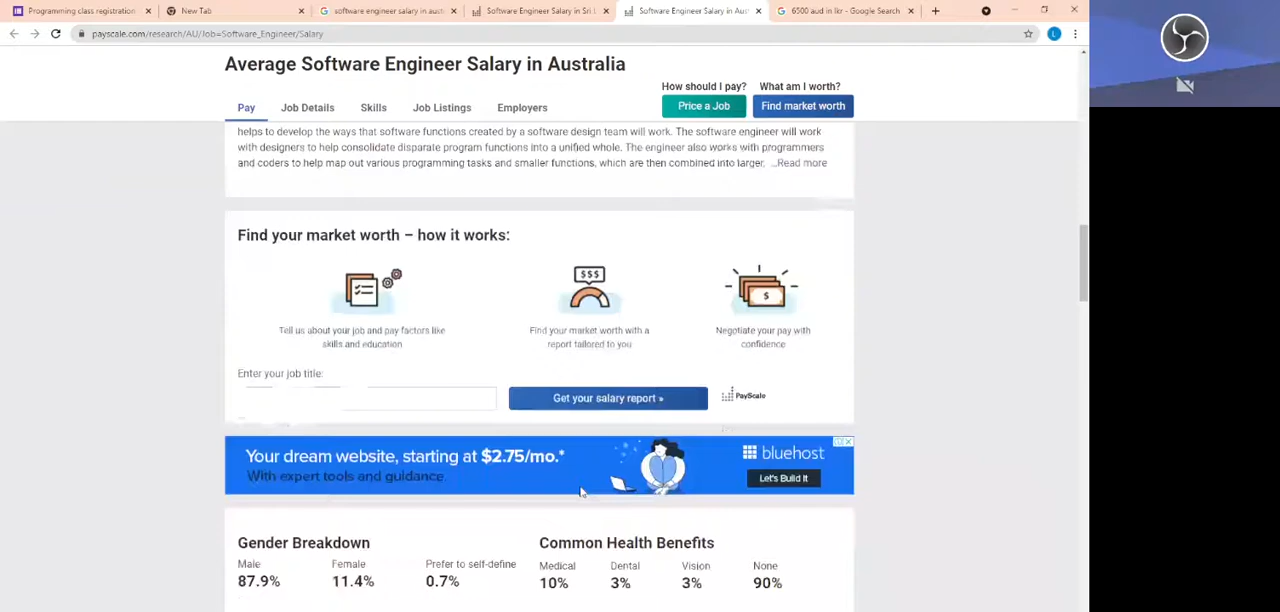 Programming class registration
New Tab
software engineer salary in aust
Software Engineer Salary in Sri L
Software Engineer Salary in Aus
6500 aud in lkr - Google Search
payscale.com/research/AU/Job=Software_Engineer/Salary
L
Average Software Engineer Salary in Australia
How should I pay?
What am I worth?
Pay
Job Details
Skills
Job Listings
Employers
Price a Job
Find market worth
helps to develop the ways that software functions created by a software design team will work. The software engineer will work
with designers to help consolidate disparate program functions into a unified whole. The engineer also works with programmers
and coders to help map out various programming tasks and smaller functions, which are then combined into larger, ...Read more
Find your market worth – how it works:
$$$
$
Tell us about your job and pay factors like
skills and education
Find your market worth with a
report tailored to you
Negotiate your pay with
confidence
Enter your job title:
Get your salary report »
PayScale
Your dream website, starting at $2.75/mo.*
With expert tools and guidance.
bluehost
Let's Build It
Gender Breakdown
Male
Female
Prefer to self-define
87.9%
11.4%
0.7%
Common Health Benefits
Medical
Dental
Vision
None
10%
3%
3%
90%